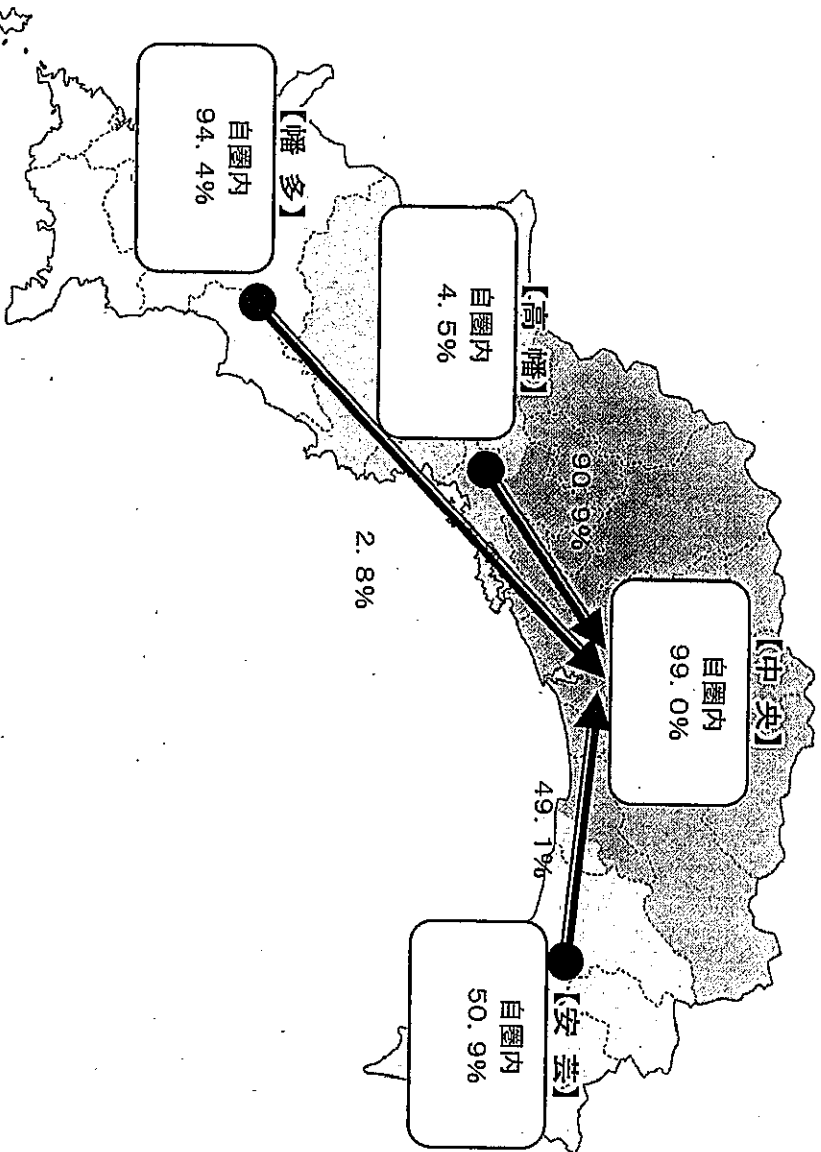 【中 央】
自圏内
99.0%
【高 幡】
自圏内
4.5%
90.9%
【幡 多】
自圏内
94.4%
2.8%
49.1%
【安 芸】
自圏内
50.9%